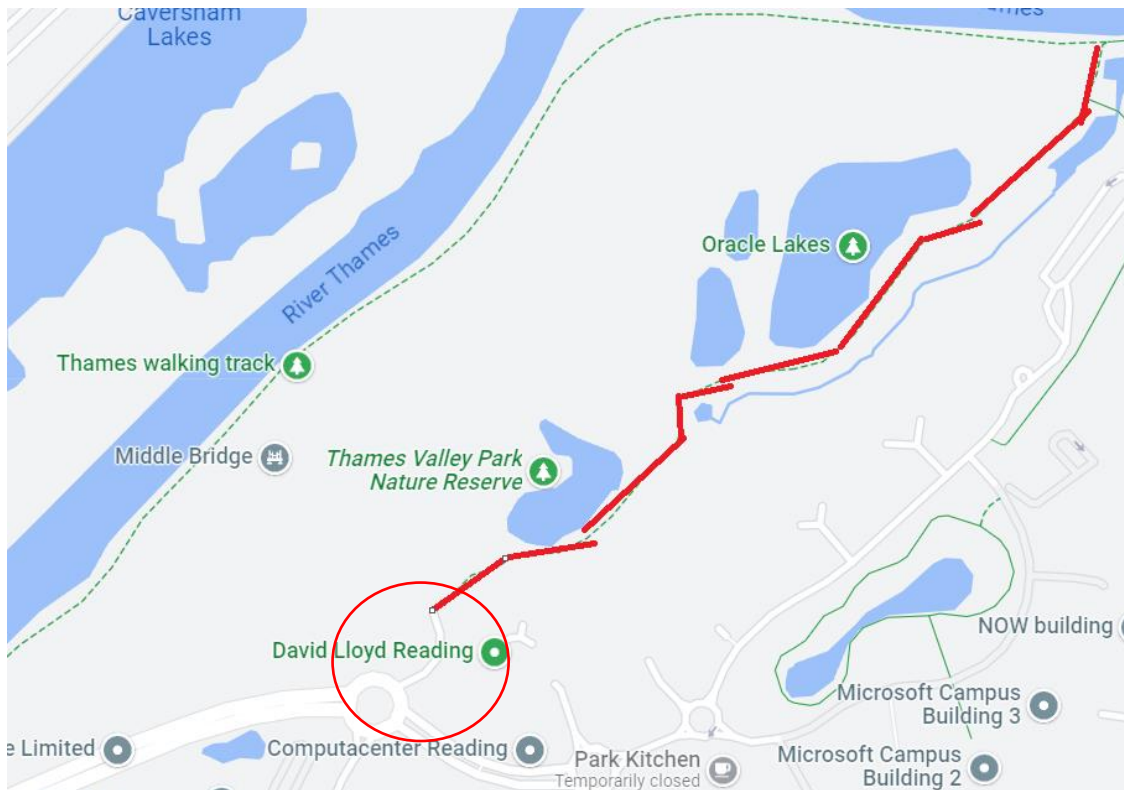 Caversham
Lakes
River Thames
Oracle Lakes
Thames walking track
Middle Bridge
Thames Valley Park
Nature Reserve
David Lloyd Reading
NOW building
Microsoft Campus
Building 3
e Limited
Computacenter Reading
Park Kitchen
Temporarily closed
Microsoft Campus
Building 2